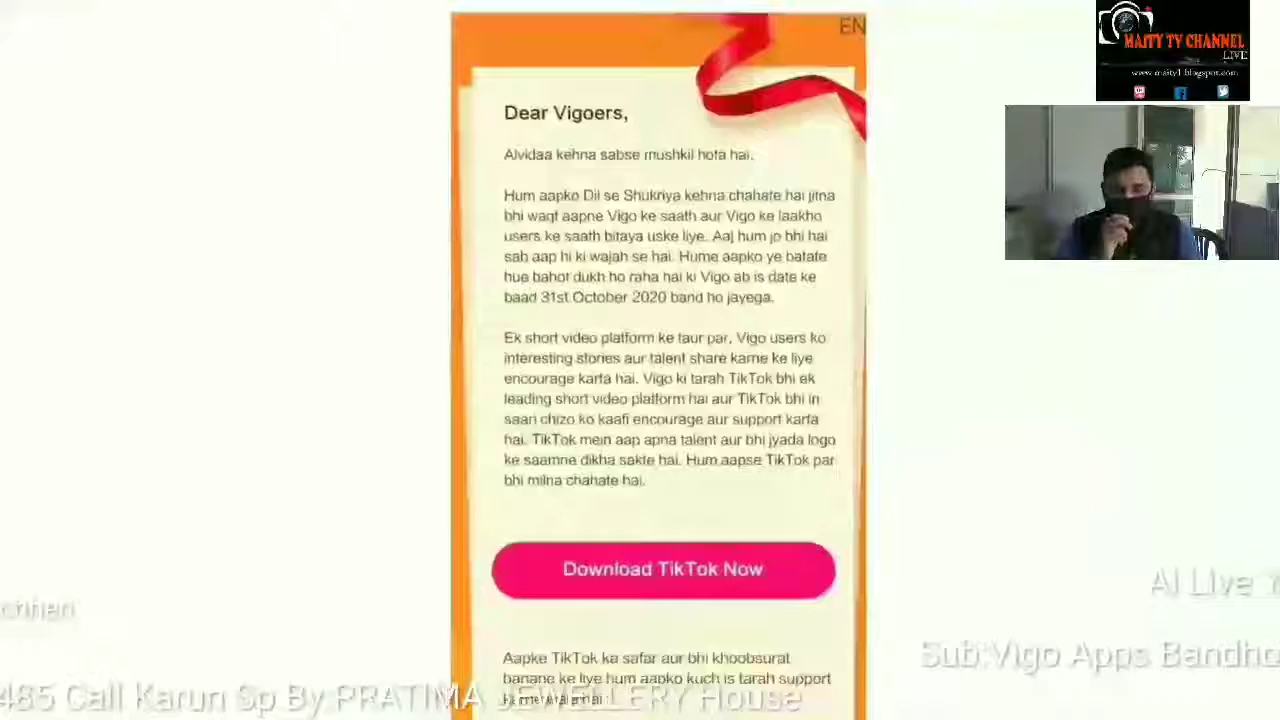 EN
MAITY TV CHANNEL
LIVE
www.maity1.blogspot.com
Dear Vigoers,
Alvidaa kehna sabse mushkil hota hai.
Hum aapko Dil se Shukriya kehna chahate hai jitna
bhi waqt aapne Vigo ke saath aur Vigo ke laakho
users ke saath bitaya uske liye. Aaj hum jo bhi hai
sab aap hi ki wajah se hai. Hume aapko ye batate
hue bahot dukh ho raha hai ki Vigo ab is date ke
baad 31st October 2020 band ho jayega.
Ek short video platform ke taur par, Vigo users ko
interesting stories aur talent share karne ke liye
encourage karta hai. Vigo ki tarah TikTok bhi ek
leading short video platform hai aur TikTok bhi in
saari chizo ko kaafi encourage aur support karta
hai. TikTok mein aap apna talent aur bhi jyada logo
ke saamne dikha sakte hai. Hum aapse TikTok par
bhi milna chahate hai.
Download TikTok Now
Aapke TikTok ka safar aur bhi khoobsurat
banane ke liye hum aapko kuch is tarah support
chhen
AI Live
Sub:Vigo Apps Bandho
485 Call Karun Sp By:PRATIMA JEWELLERY House